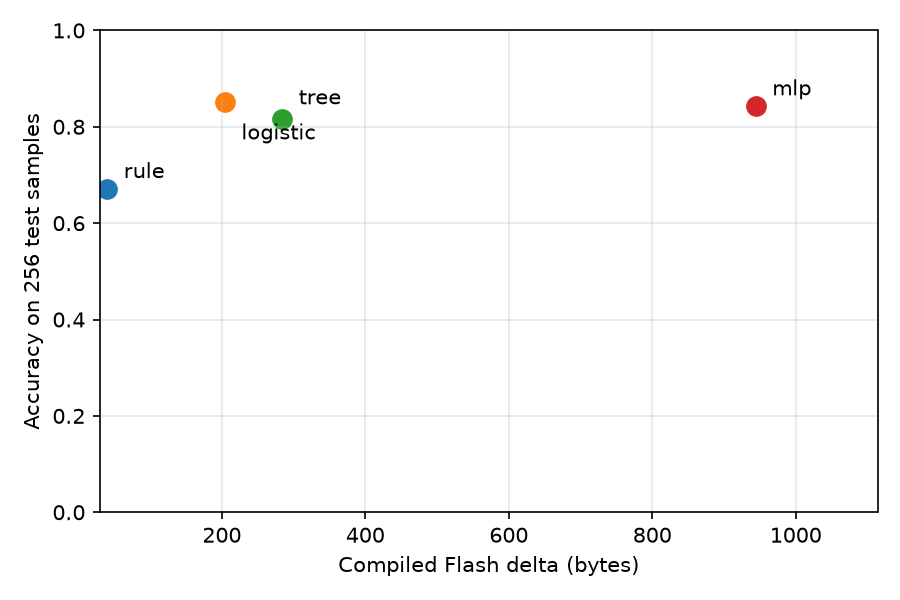 1.0
0.8
0.6
0.4
0.2
0.0
Accuracy on 256 test samples
rule
logistic
tree
mlp
200
400
600
800
1000
Compiled Flash delta (bytes)